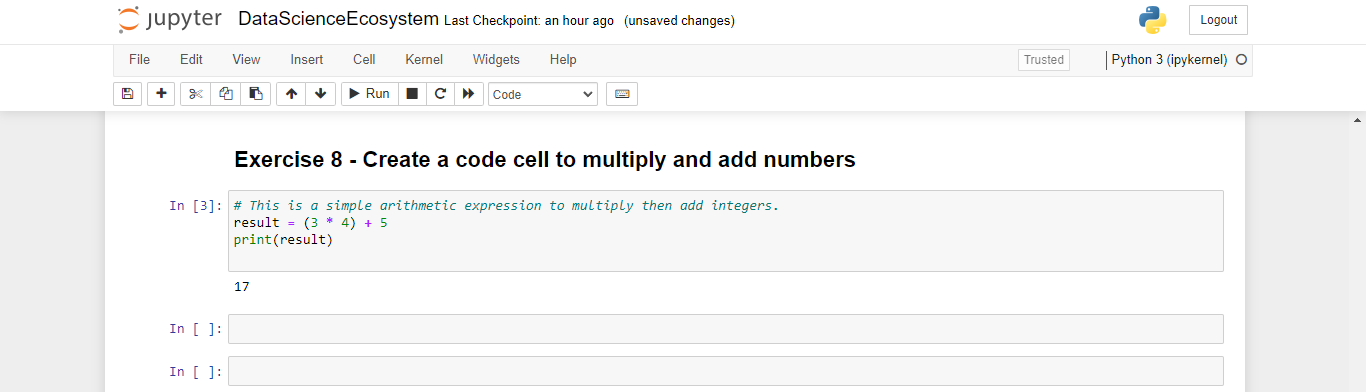 jupyter DataScienceEcosystem Last Checkpoint: an hour ago (unsaved changes) Logout
File Edit View Insert Cell Kernel Widgets Help Trusted Python 3 (ipykernel)
Run Code
Exercise 8 - Create a code cell to multiply and add numbers
In [3]: # This is a simple arithmetic expression to multiply then add integers.
result = (3 * 4) + 5
print(result)
17
In [ ]:
In [ ]: